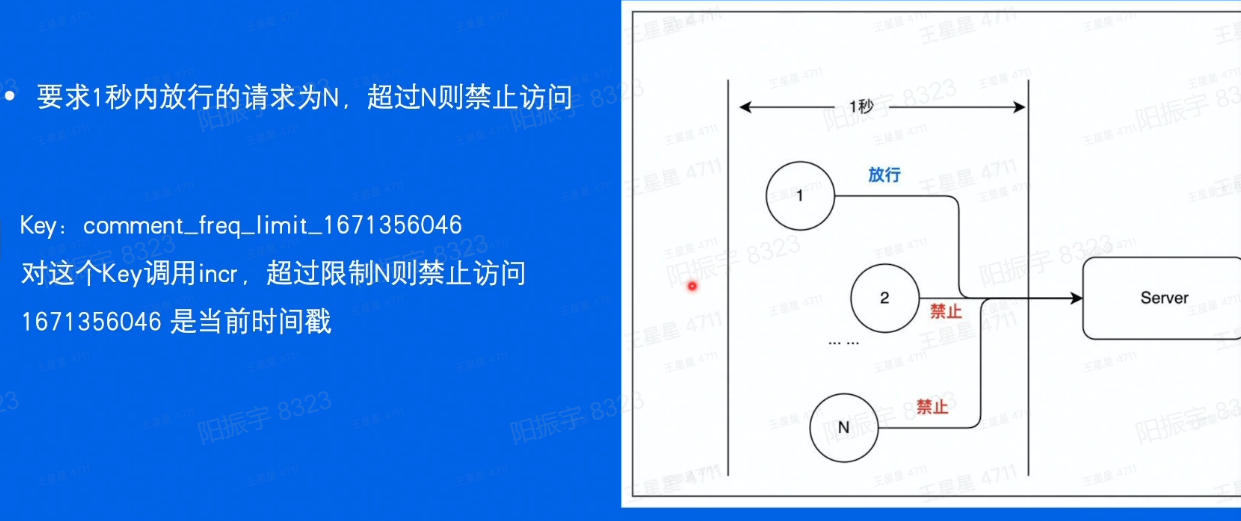 要求1秒内放行的请求为N，超过N则禁止访问
Key：comment_freq_limit_1671356046
对这个Key调用incr，超过限制N则禁止访问
1671356046 是当前时间戳
1秒
放行
1
2
禁止
... ...
禁止
N
Server
王星星 4711
阳振宇 8323